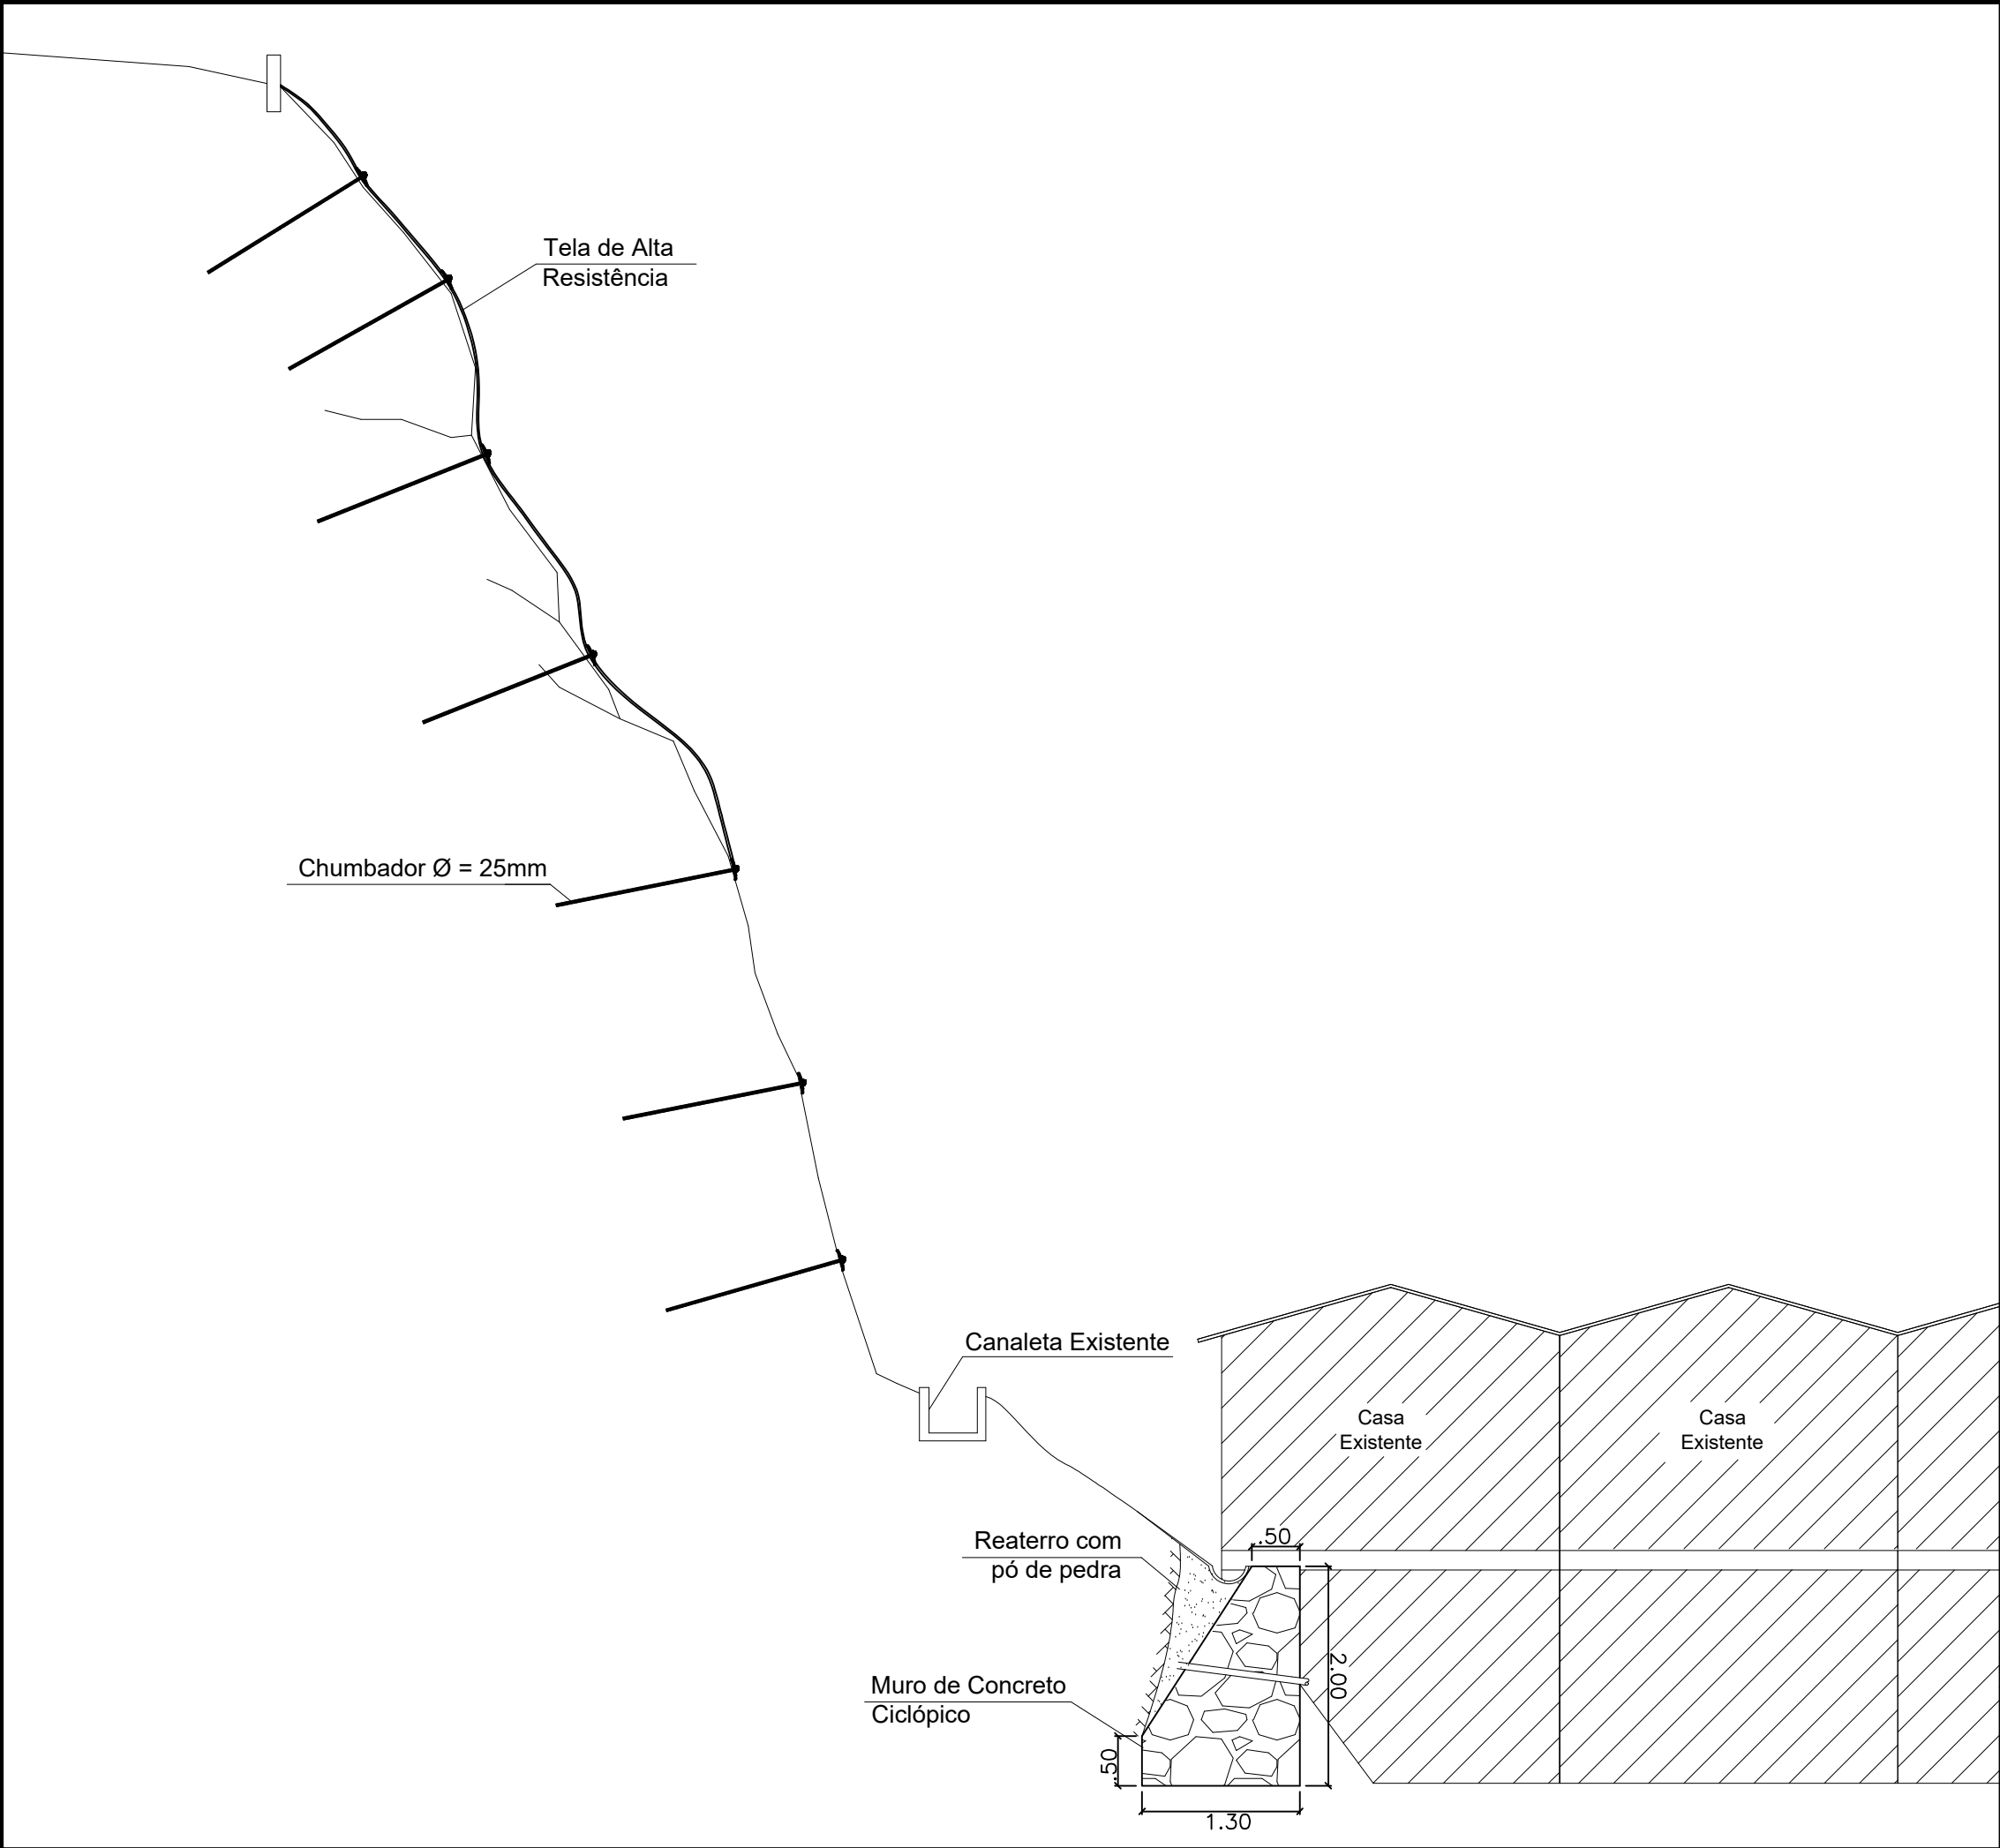 Tela de Alta
Resistência
Chumbador Ø = 25mm
Canaleta Existente
Casa
Existente
Casa
Existente
Reaterro com
pó de pedra
.50
2.00
Muro de Concreto
Ciclópico
.50
1.30